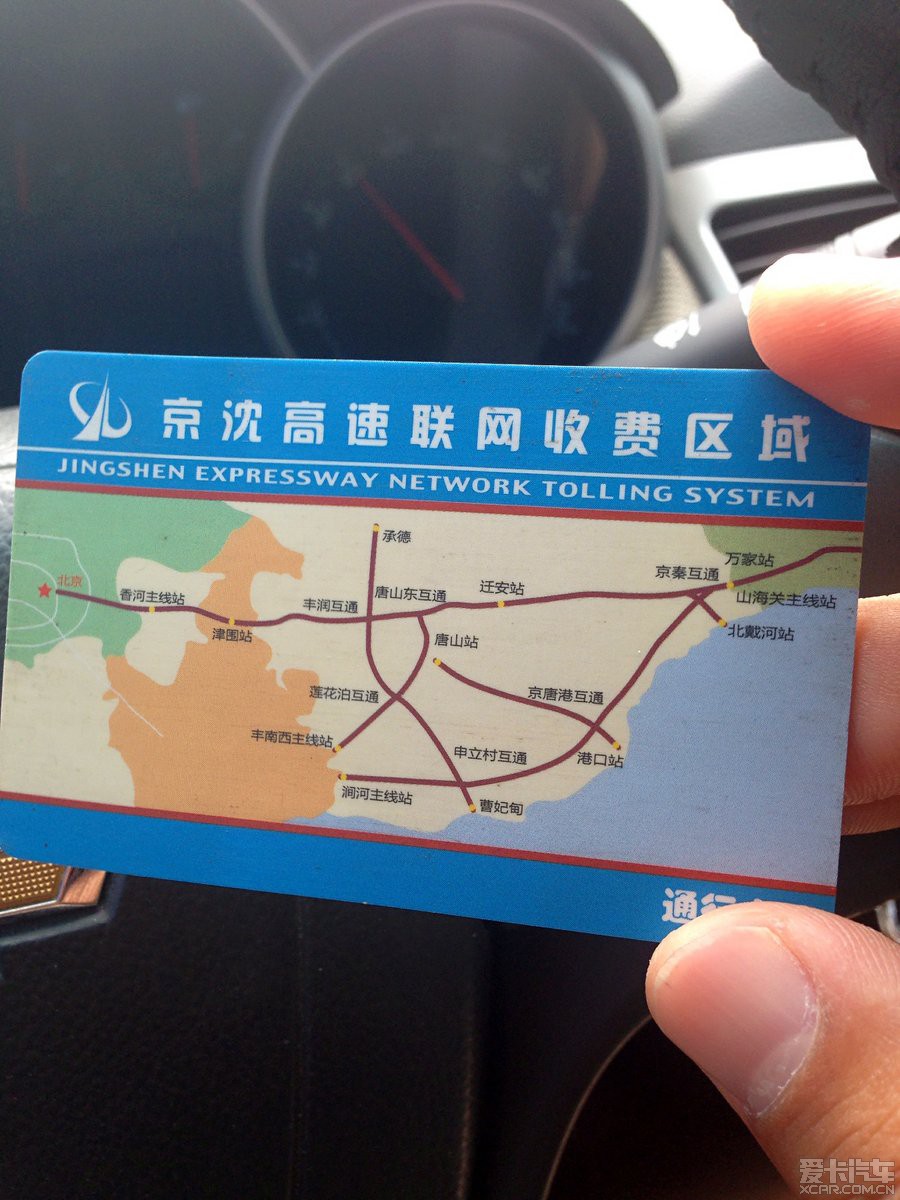 京沈高速联网收费区域
JINGSHEN EXPRESSWAY NETWORK TOLLING SYSTEM
承德
万家站
京秦互通
北京
香河主线站
丰润互通
唐山东互通
迁安站
山海关主线站
津围站
唐山站
北戴河站
莲花泊互通
京唐港互通
丰南西主线站
申立村互通
港口站
涧河主线站
曹妃甸
通行
爱卡汽车
XCAR.COM.CN